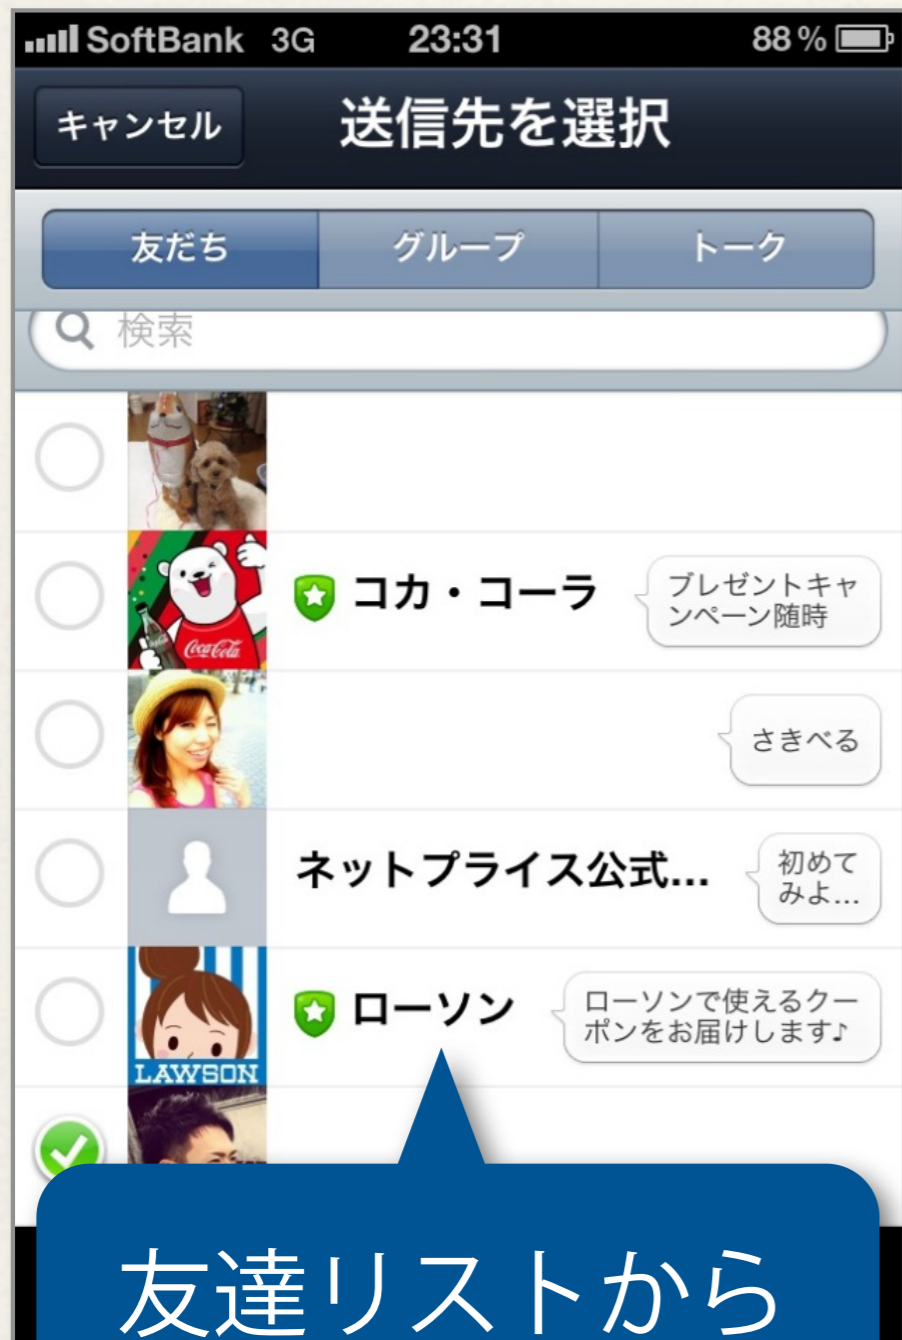 SoftBank 3G 23:31 88%
キャンセル 送信先を選択
友だち グループ トーク
検索
コカ・コーラ
プレゼントキャ
ンペーン随時
Coca-Cola
さきべる
ネットプライス公式...
初めて
みよ...
ローソン
ローソンで使えるクー
ポンをお届けします♪
LAWSON
友達リストから